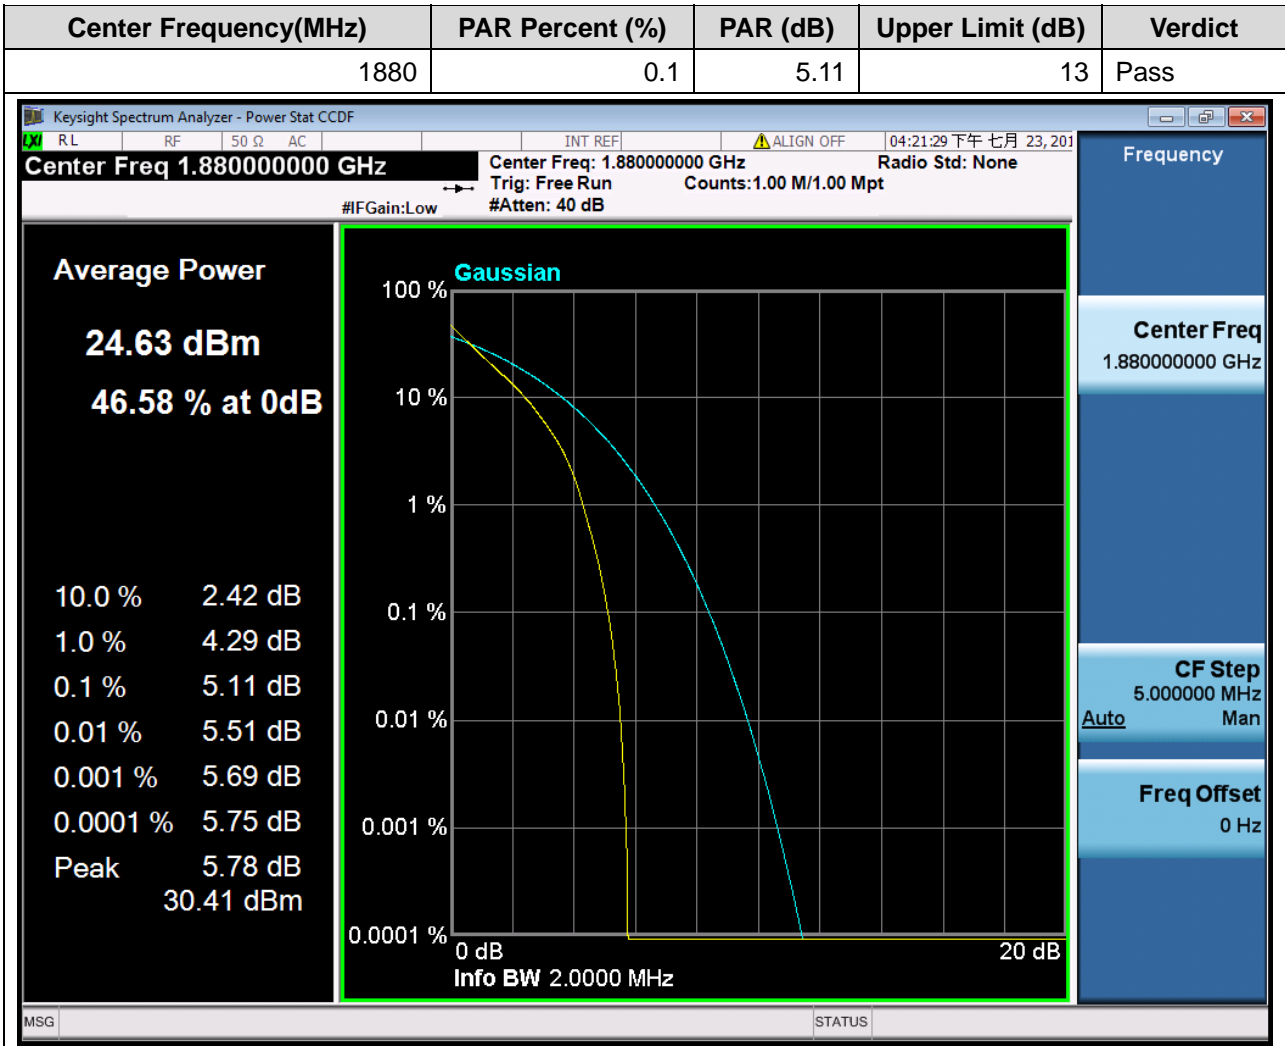 Center Frequency(MHz) PAR Percent (%) PAR (dB) Upper Limit (dB) Verdict
1880 0.1 5.11 13 Pass
Keysight Spectrum Analyzer - Power Stat CCDF
LXI RL RF 50 Ω AC INT REF ALIGN OFF 04:21:29 下午 七月 23, 201
Center Freq 1.880000000 GHz
Center Freq: 1.880000000 GHz Radio Std: None
Trig: Free Run Counts:1.00 M/1.00 Mpt
#IFGain:Low #Atten: 40 dB
Average Power
24.63 dBm
46.58 % at 0dB
10.0 % 2.42 dB
1.0 % 4.29 dB
0.1 % 5.11 dB
0.01 % 5.51 dB
0.001 % 5.69 dB
0.0001 % 5.75 dB
Peak 5.78 dB
30.41 dBm
Gaussian
100 %
10 %
1 %
0.1 %
0.01 %
0.001 %
0.0001 %
0 dB 20 dB
Info BW 2.0000 MHz
Frequency
Center Freq
1.880000000 GHz
CF Step
5.000000 MHz
Auto Man
Freq Offset
0 Hz
MSG STATUS